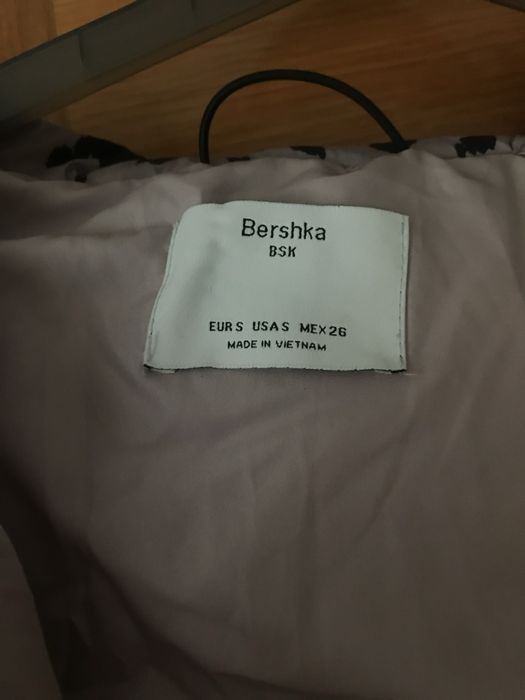 Bershka
BSK
EUR S USA S MEX 26
MADE IN VIETNAM